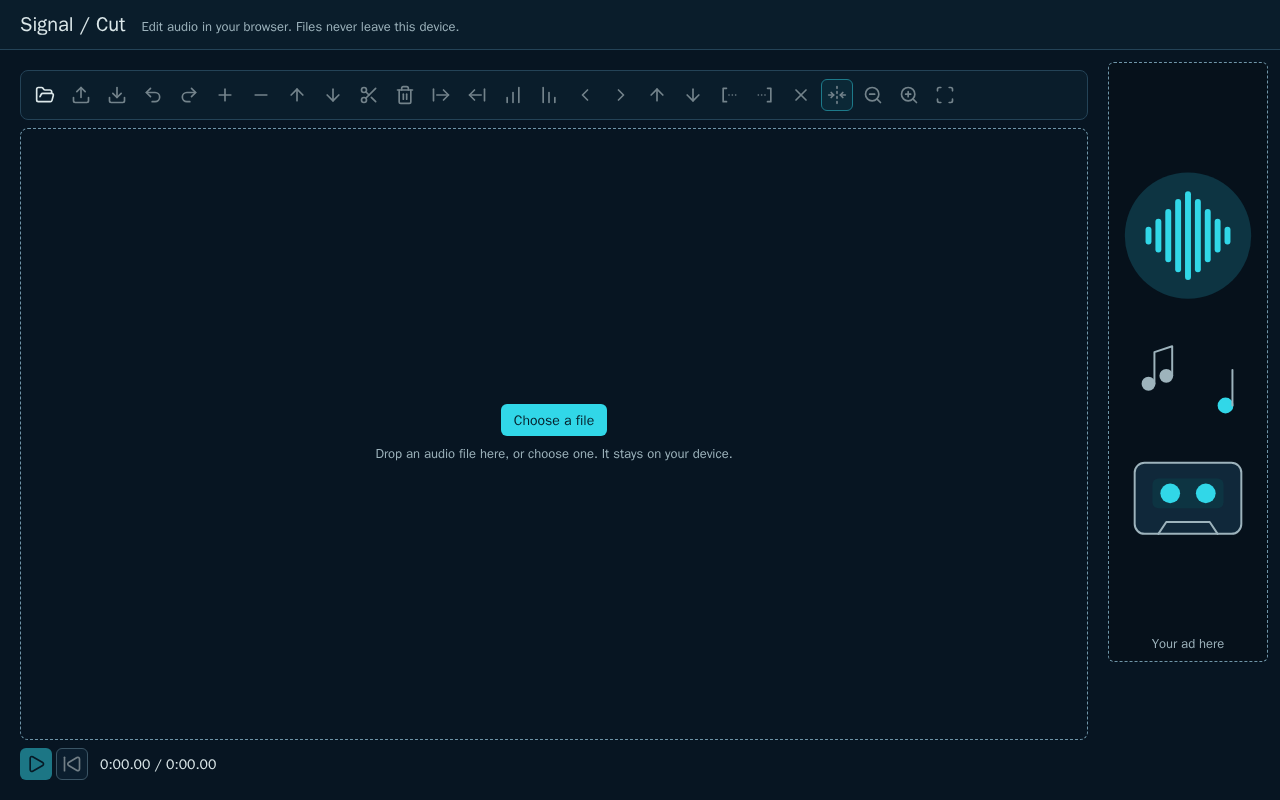 Signal / Cut
Edit audio in your browser. Files never leave this device.
Choose a file
Drop an audio file here, or choose one. It stays on your device.
Your ad here
0:00.00 / 0:00.00